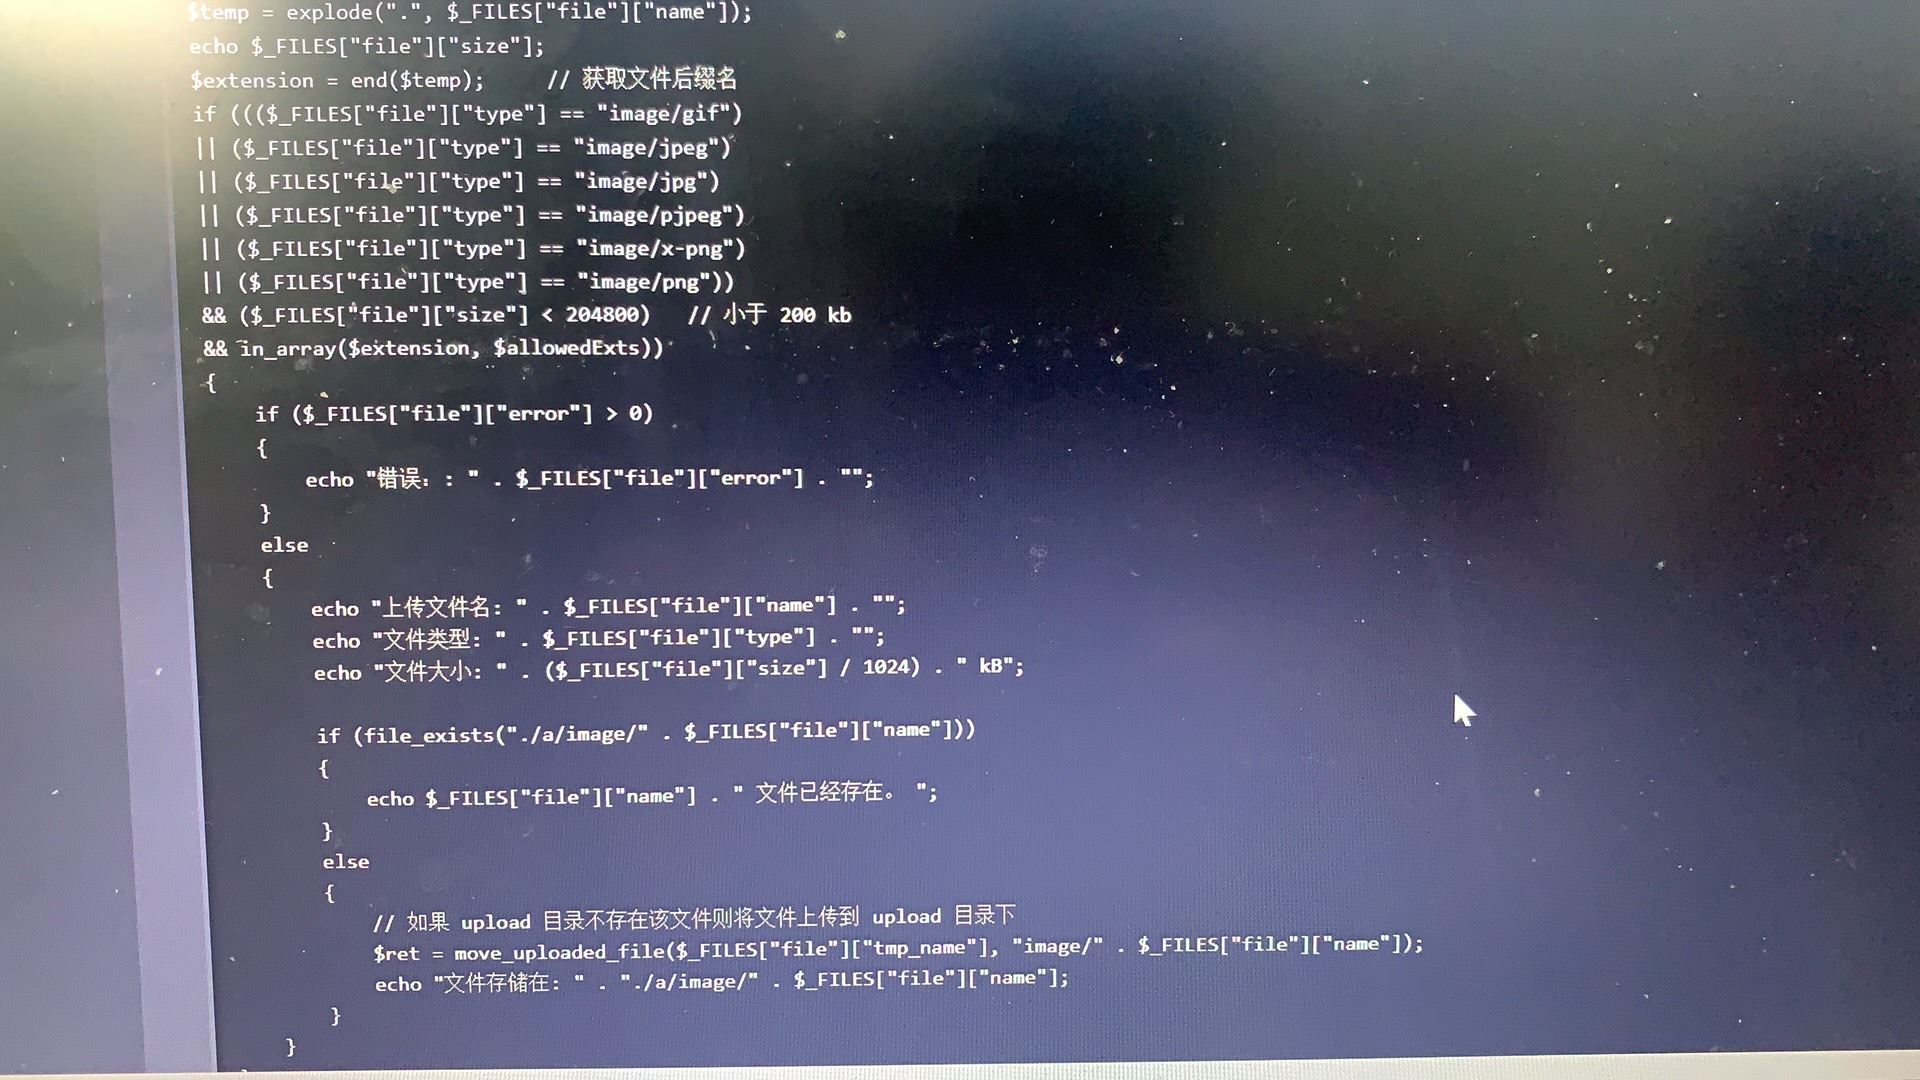 $temp = explode(".", $_FILES["file"]["name"]);
echo $_FILES["file"]["size"];
$extension = end($temp);     // 获取文件后缀名
if ((($_FILES["file"]["type"] == "image/gif")
|| ($_FILES["file"]["type"] == "image/jpeg")
|| ($_FILES["file"]["type"] == "image/jpg")
|| ($_FILES["file"]["type"] == "image/pjpeg")
|| ($_FILES["file"]["type"] == "image/x-png")
|| ($_FILES["file"]["type"] == "image/png"))
&& ($_FILES["file"]["size"] < 204800)   // 小于 200 kb
&& in_array($extension, $allowedExts))
{
if ($_FILES["file"]["error"] > 0)
{
echo "错误：: " . $_FILES["file"]["error"] . "";
}
else
{
echo "上传文件名: " . $_FILES["file"]["name"] . "";
echo "文件类型: " . $_FILES["file"]["type"] . "";
echo "文件大小: " . ($_FILES["file"]["size"] / 1024) . " kB";
if (file_exists("./a/image/" . $_FILES["file"]["name"]))
{
echo $_FILES["file"]["name"] . " 文件已经存在。 ";
}
else
{
// 如果 upload 目录不存在该文件则将文件上传到 upload 目录下
$ret = move_uploaded_file($_FILES["file"]["tmp_name"], "image/" . $_FILES["file"]["name"]);
echo "文件存储在: " . "./a/image/" . $_FILES["file"]["name"];
}
}